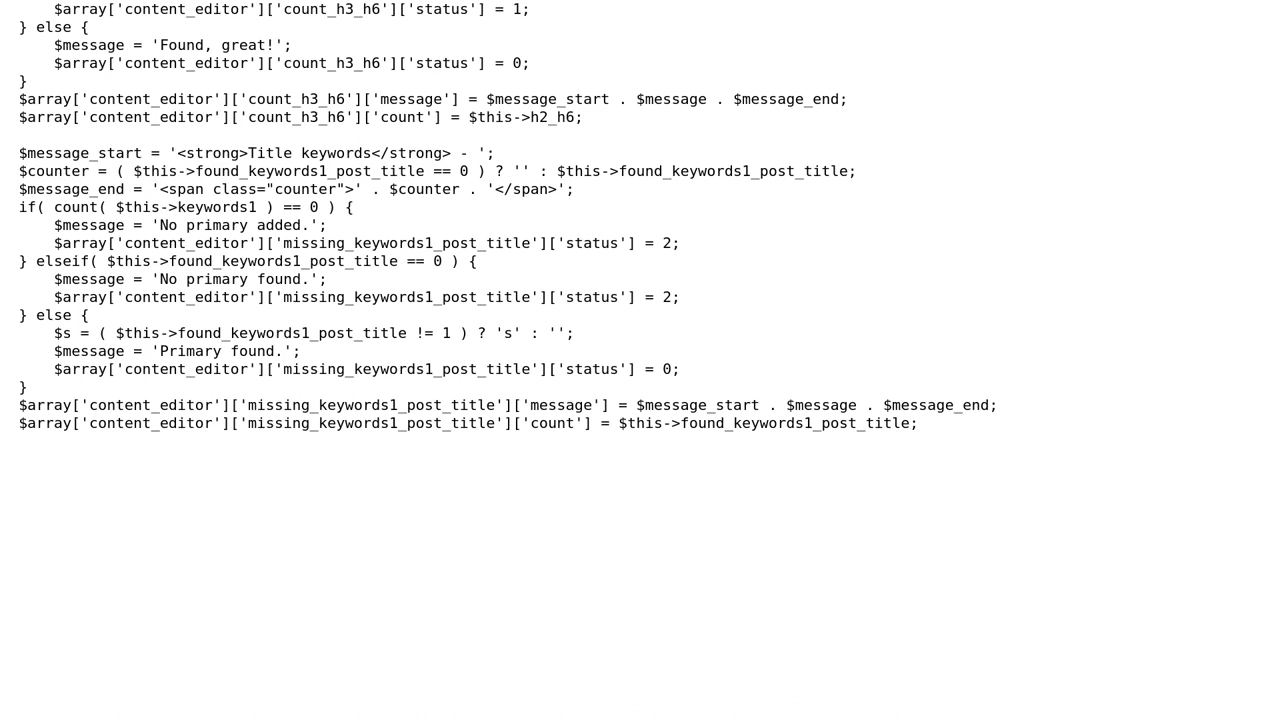 $array['content_editor']['count_h3_h6']['status'] = 1;
} else {
    $message = 'Found, great!';
    $array['content_editor']['count_h3_h6']['status'] = 0;
}
$array['content_editor']['count_h3_h6']['message'] = $message_start . $message . $message_end;
$array['content_editor']['count_h3_h6']['count'] = $this->h2_h6;

$message_start = '<strong>Title keywords</strong> - ';
$counter = ( $this->found_keywords1_post_title == 0 ) ? '' : $this->found_keywords1_post_title;
$message_end = '<span class="counter">' . $counter . '</span>';
if( count( $this->keywords1 ) == 0 ) {
    $message = 'No primary added.';
    $array['content_editor']['missing_keywords1_post_title']['status'] = 2;
} elseif( $this->found_keywords1_post_title == 0 ) {
    $message = 'No primary found.';
    $array['content_editor']['missing_keywords1_post_title']['status'] = 2;
} else {
    $s = ( $this->found_keywords1_post_title != 1 ) ? 's' : '';
    $message = 'Primary found.';
    $array['content_editor']['missing_keywords1_post_title']['status'] = 0;
}
$array['content_editor']['missing_keywords1_post_title']['message'] = $message_start . $message . $message_end;
$array['content_editor']['missing_keywords1_post_title']['count'] = $this->found_keywords1_post_title;